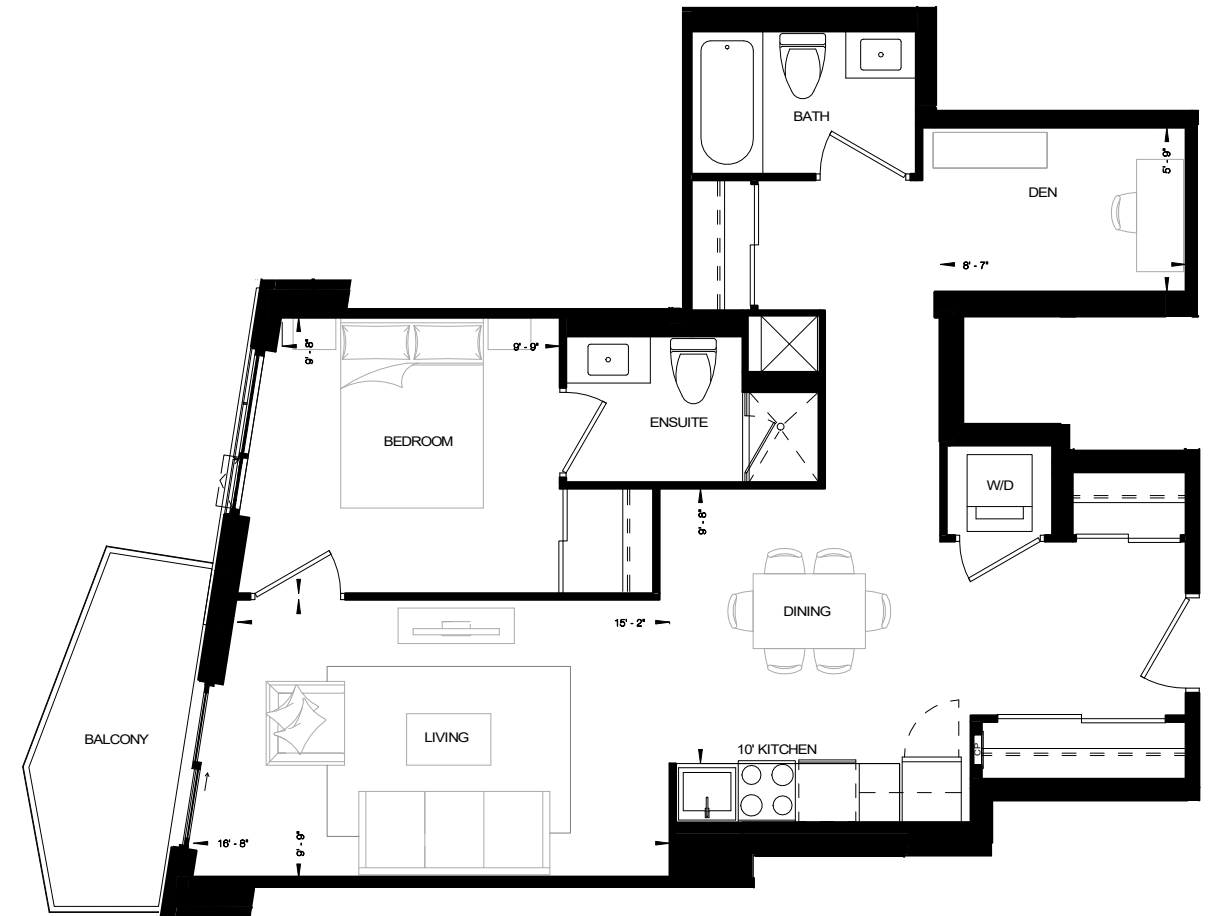 BATH
5' - 9"
DEN
8' - 7"
9' - 8"
9' - 9"
BEDROOM
ENSUITE
W/D
9' - 8"
DINING
15' - 2"
LIVING
BALCONY
10' KITCHEN
CP
16' - 8"
9' - 9"